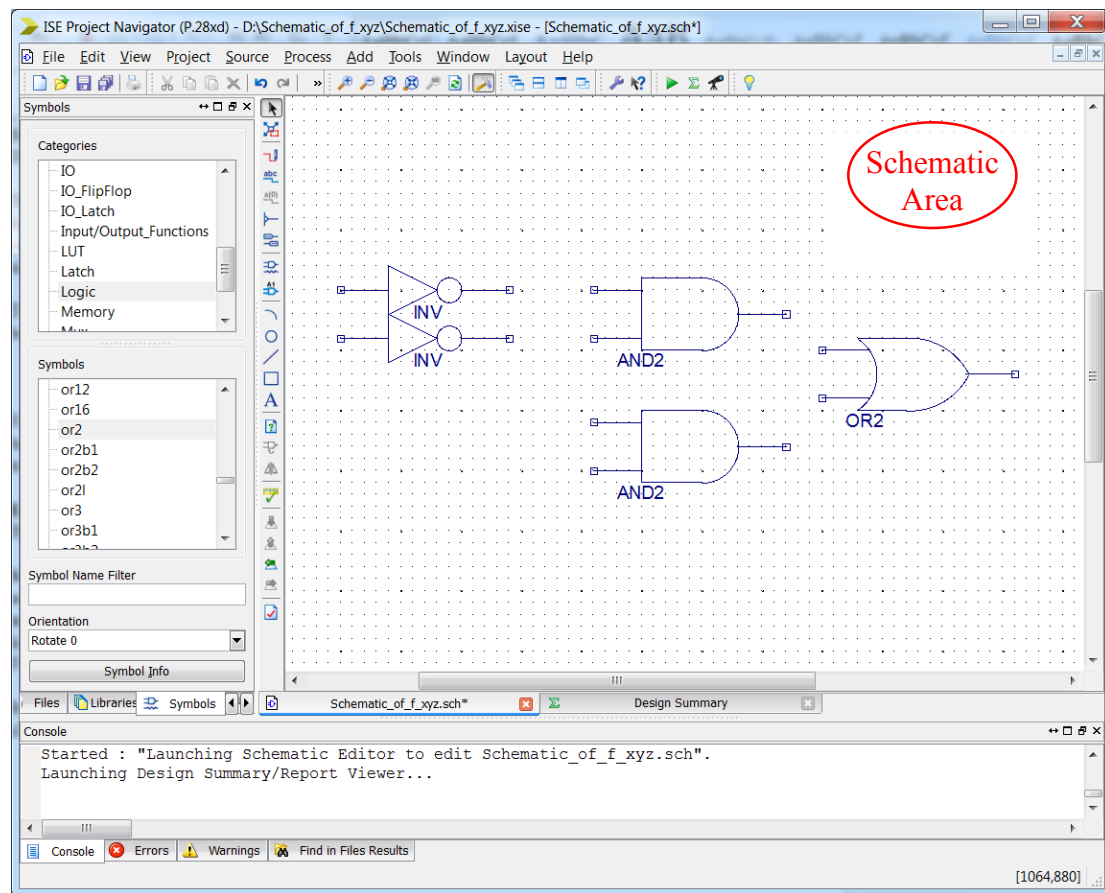 ISE Project Navigator (P.28xd) - D:\Schematic_of_f_xyz\Schematic_of_f_xyz.xise - [Schematic_of_f_xyz.sch*]
File Edit View Project Source Process Add Tools Window Layout Help
Symbols
Categories
IO
IO_FlipFlop
IO_Latch
Input/Output_Functions
LUT
Latch
Logic
Memory
Mux
Symbols
or12
or16
or2
or2b1
or2b2
or2l
or3
or3b1
Symbol Name Filter
Orientation
Rotate 0
Symbol Info
Files Libraries Symbols
abc
a(0)
A1
A
Schematic
Area
INV
INV
AND2
AND2
OR2
Schematic_of_f_xyz.sch* Design Summary
Console
Started : "Launching Schematic Editor to edit Schematic_of_f_xyz.sch".
Launching Design Summary/Report Viewer...
Console Errors Warnings Find in Files Results
[1064,880]